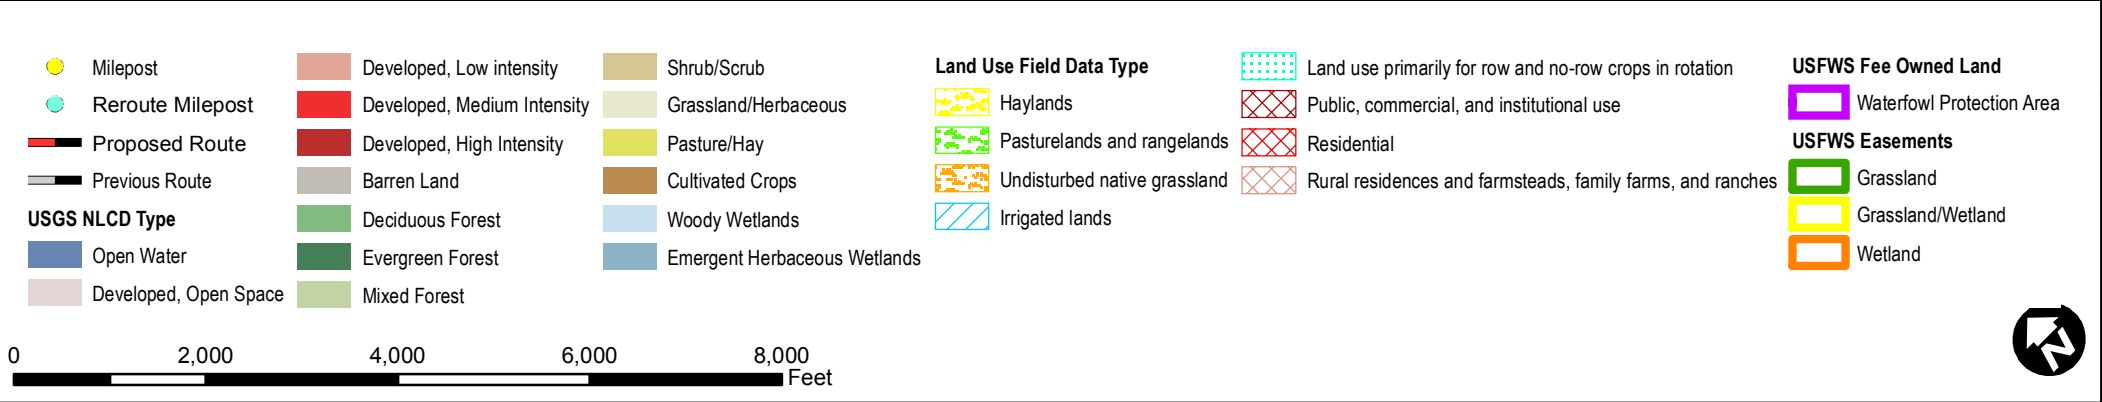 Milepost
Reroute Milepost
Proposed Route
Previous Route
USGS NLCD Type
Open Water
Developed, Open Space
Developed, Low intensity
Developed, Medium Intensity
Developed, High Intensity
Barren Land
Deciduous Forest
Evergreen Forest
Mixed Forest
Shrub/Scrub
Grassland/Herbaceous
Pasture/Hay
Cultivated Crops
Woody Wetlands
Emergent Herbaceous Wetlands
Land Use Field Data Type
Haylands
Pasturelands and rangelands
Undisturbed native grassland
Irrigated lands
Land use primarily for row and no-row crops in rotation
Public, commercial, and institutional use
Residential
Rural residences and farmsteads, family farms, and ranches
USFWS Fee Owned Land
Waterfowl Protection Area
USFWS Easements
Grassland
Grassland/Wetland
Wetland
0 2,000 4,000 6,000 8,000
Feet
N